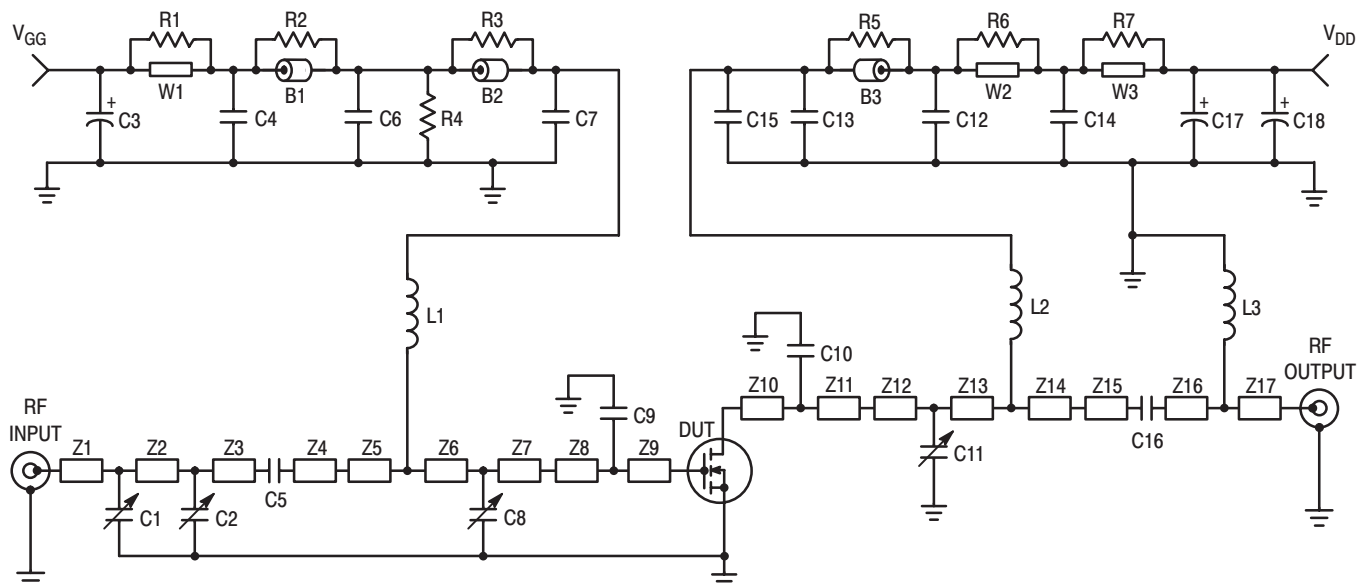 R1 R2 R3 R5 R6 R7
VGG VDD
W1 B1 B2 B3 W2 W3
+ C3 C4 C6 R4 C7 C15 C13 C12 C14 + C17 + C18
L1 L2 L3
C10 RF OUTPUT
Z10 Z11 Z12 Z13 Z14 Z15 Z16 Z17
RF INPUT C9 DUT C11 C16
Z1 Z2 Z3 Z4 Z5 Z6 Z7 Z8 Z9
C5
C1 C2 C8